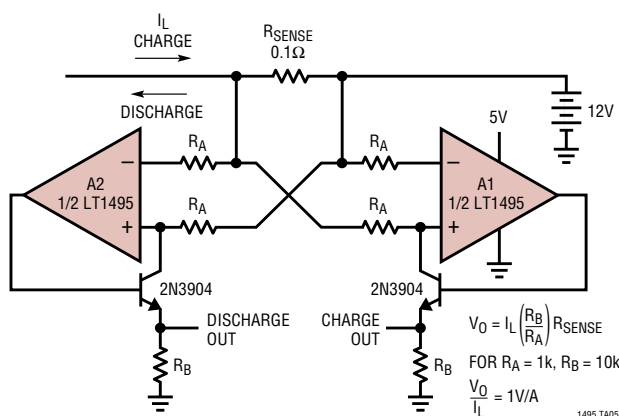 I_L
CHARGE
DISCHARGE
R_SENSE
0.1Ω
12V
5V
R_A
R_A
R_A
R_A
−
A2
1/2 LT1495
+
−
A1
1/2 LT1495
+
2N3904
2N3904
DISCHARGE
OUT
CHARGE
OUT
R_B
R_B
V_O = I_L (R_B/R_A) R_SENSE
FOR R_A = 1k, R_B = 10k
V_O/I_L = 1V/A
1495 TA05